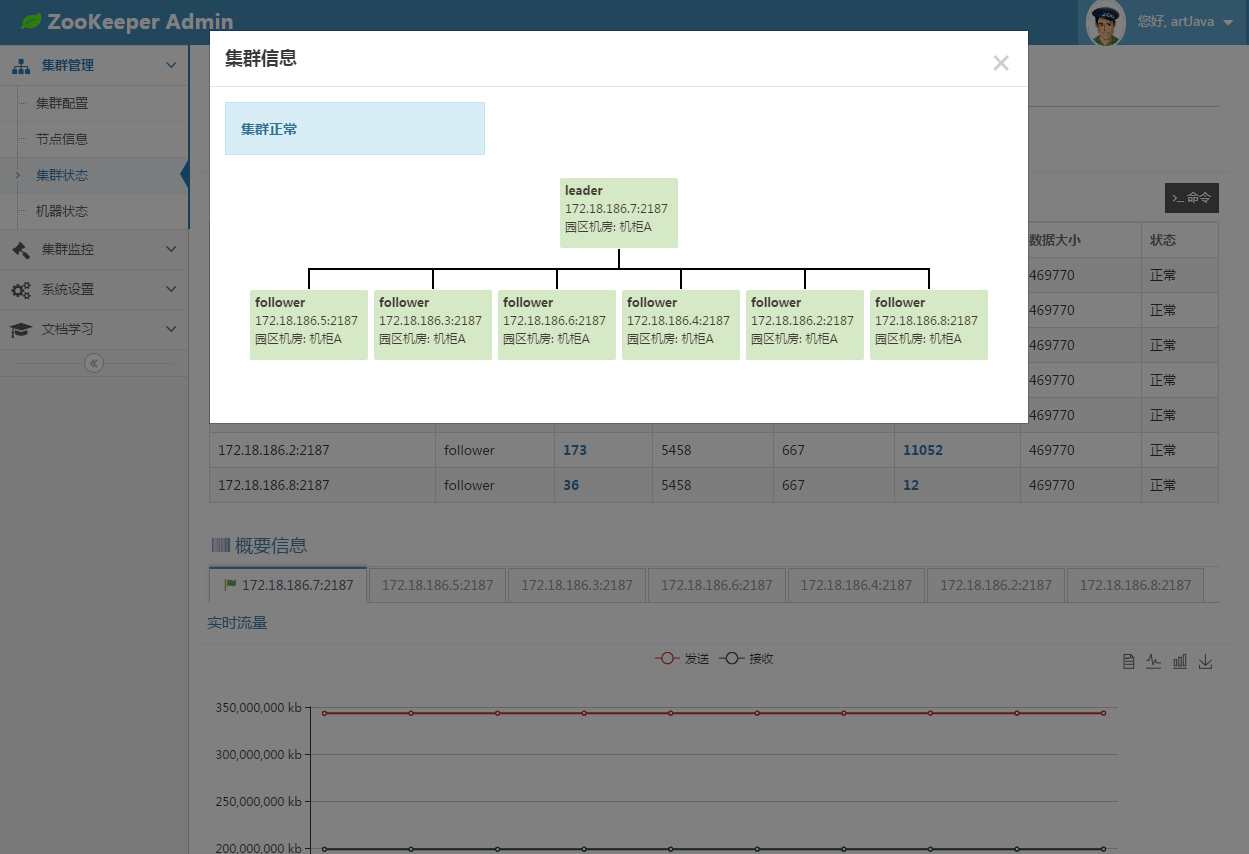 ZooKeeper Admin
您好, artJava
集群管理
集群配置
节点信息
集群状态
机器状态
集群监控
系统设置
文档学习
集群信息
×
集群正常
leader
172.18.186.7:2187
园区机房: 机柜A
follower
172.18.186.5:2187
园区机房: 机柜A
follower
172.18.186.3:2187
园区机房: 机柜A
follower
172.18.186.6:2187
园区机房: 机柜A
follower
172.18.186.4:2187
园区机房: 机柜A
follower
172.18.186.2:2187
园区机房: 机柜A
follower
172.18.186.8:2187
园区机房: 机柜A
>_ 命令
数据大小 状态
469770 正常
469770 正常
469770 正常
469770 正常
469770 正常
172.18.186.2:2187 follower 173 5458 667 11052 469770 正常
172.18.186.8:2187 follower 36 5458 667 12 469770 正常
概要信息
172.18.186.7:2187 172.18.186.5:2187 172.18.186.3:2187 172.18.186.6:2187 172.18.186.4:2187 172.18.186.2:2187 172.18.186.8:2187
实时流量
发送 接收
350,000,000 kb
300,000,000 kb
250,000,000 kb
200,000,000 kb